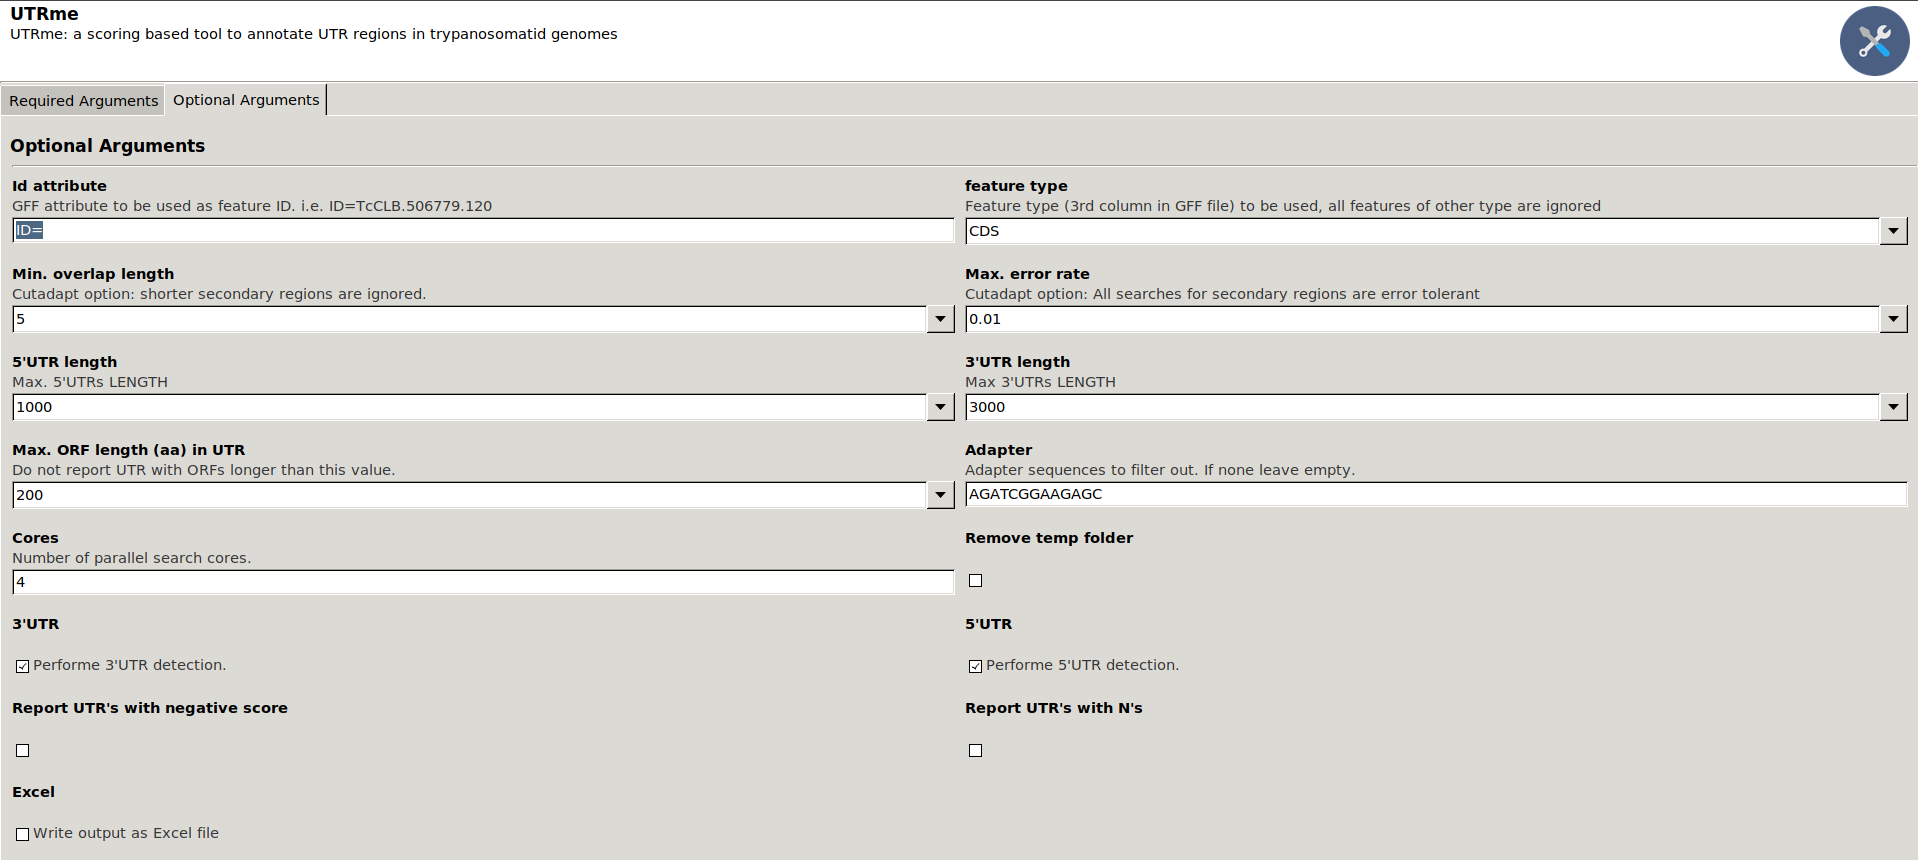 UTRme
UTRme: a scoring based tool to annotate UTR regions in trypanosomatid genomes
Required Arguments
Optional Arguments
Optional Arguments
Id attribute
GFF attribute to be used as feature ID. i.e. ID=TcCLB.506779.120
ID=
feature type
Feature type (3rd column in GFF file) to be used, all features of other type are ignored
CDS
Min. overlap length
Cutadapt option: shorter secondary regions are ignored.
5
Max. error rate
Cutadapt option: All searches for secondary regions are error tolerant
0.01
5'UTR length
Max. 5'UTRs LENGTH
1000
3'UTR length
Max 3'UTRs LENGTH
3000
Max. ORF length (aa) in UTR
Do not report UTR with ORFs longer than this value.
200
Adapter
Adapter sequences to filter out. If none leave empty.
AGATCGGAAGAGC
Cores
Number of parallel search cores.
4
Remove temp folder
3'UTR
Performe 3'UTR detection.
5'UTR
Performe 5'UTR detection.
Report UTR's with negative score
Report UTR's with N's
Excel
Write output as Excel file